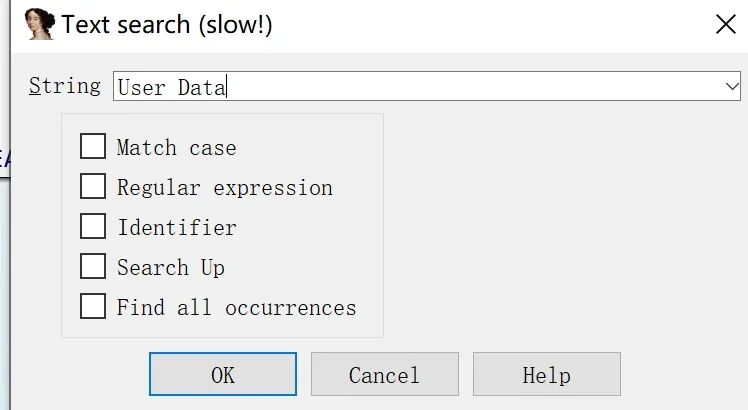 Text search (slow!)
String User Data
Match case
Regular expression
Identifier
Search Up
Find all occurrences
OK Cancel Help